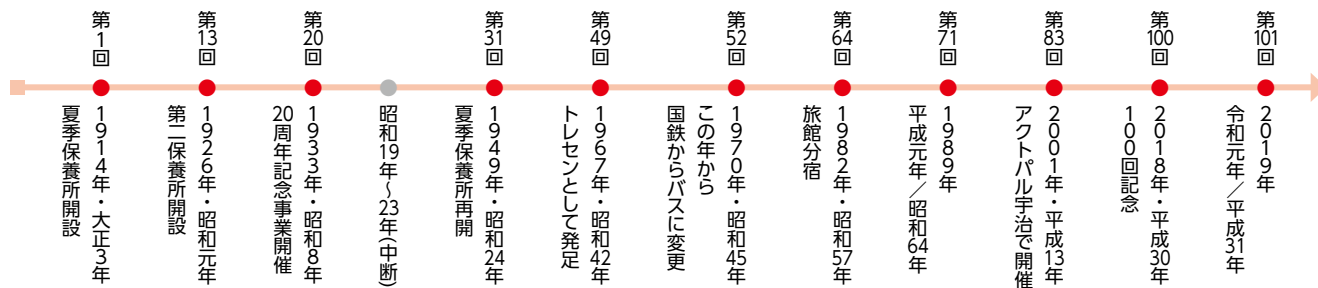 第1回
1914年・大正3年
夏季保養所開設
第13回
1926年・昭和元年
第二保養所開設
第20回
1933年・昭和8年
20周年記念事業開催
昭和19年〜23年(中断)
第31回
1949年・昭和24年
夏季保養所再開
第49回
1967年・昭和42年
トレセンとして発足
第52回
1970年・昭和45年
この年から
国鉄からバスに変更
第64回
1982年・昭和57年
旅館分宿
第71回
1989年
平成元年／昭和64年
第83回
2001年・平成13年
アクトパル宇治で開催
第100回
2018年・平成30年
100回記念
第101回
2019年
令和元年／平成31年